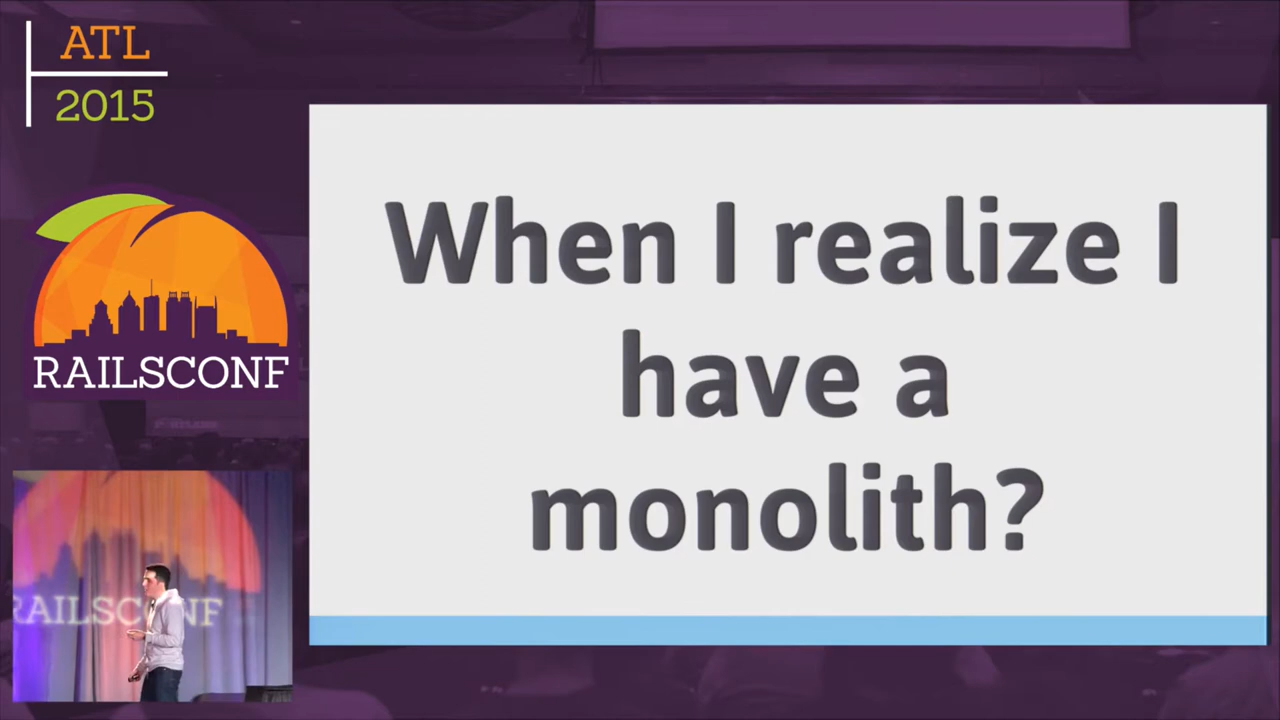 ATL
2015
RAILSCONF
When I realize I
have a
monolith?
RAILSCONF